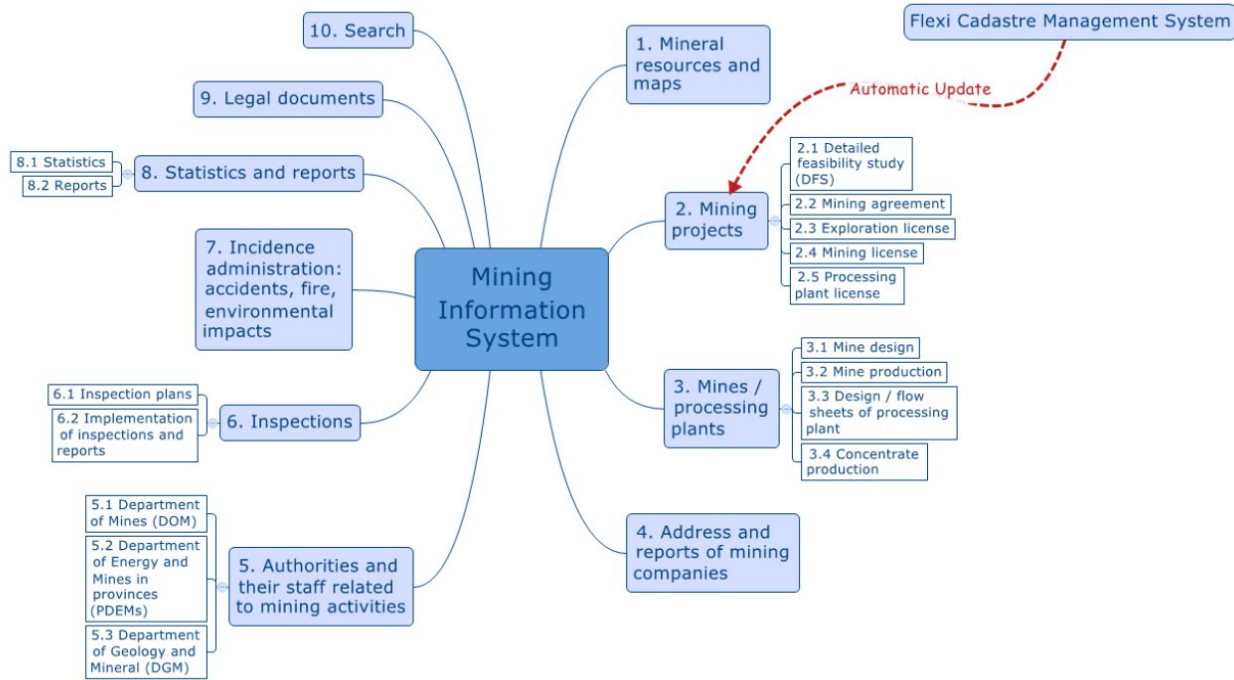 Flexi Cadastre Management System
Automatic Update
Mining
Information
System
1. Mineral
resources and
maps
2. Mining
projects
2.1 Detailed
feasibility study
(DFS)
2.2 Mining agreement
2.3 Exploration license
2.4 Mining license
2.5 Processing
plant license
3. Mines /
processing
plants
3.1 Mine design
3.2 Mine production
3.3 Design / flow
sheets of processing
plant
3.4 Concentrate
production
4. Address and
reports of mining
companies
5. Authorities and
their staff related
to mining activities
5.1 Department
of Mines (DOM)
5.2 Department
of Energy and
Mines in
provinces
(PDEMs)
5.3 Department
of Geology and
Mineral (DGM)
6. Inspections
6.1 Inspection plans
6.2 Implementation
of inspections and
reports
7. Incidence
administration:
accidents, fire,
environmental
impacts
8. Statistics and reports
8.1 Statistics
8.2 Reports
9. Legal documents
10. Search